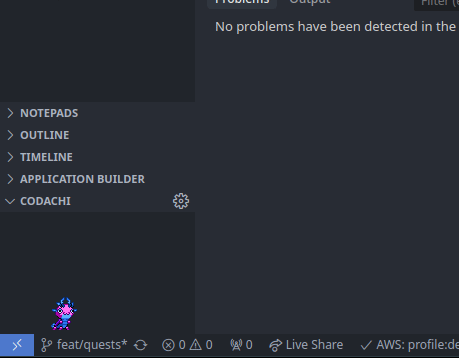 Problems Output Filter (e
No problems have been detected in the
NOTEPADS
OUTLINE
TIMELINE
APPLICATION BUILDER
CODACHI
feat/quests* 0 0 0 Live Share AWS: profile:de